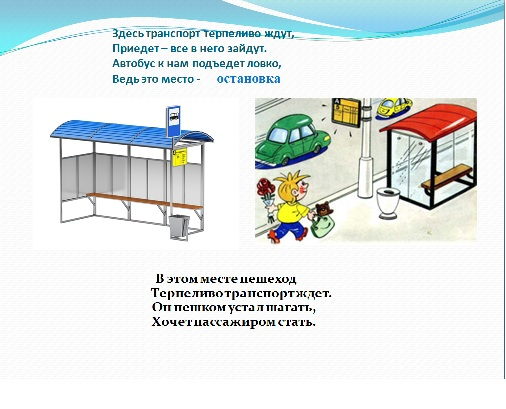 Здесь транспорт терпеливо ждут,
Приедет – все в него зайдут.
Автобус к нам подъедет ловко,
Ведь это место - остановка
В этом месте пешеход
Терпеливо транспорт ждет.
Он пешком устал шагать,
Хочет пассажиром стать.